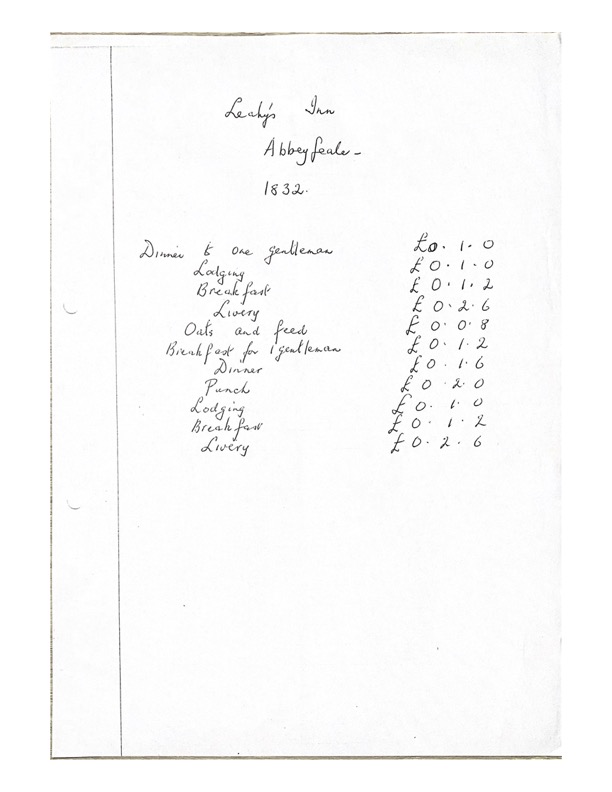 Leahy's Inn
Abbeyfeale -
1832.
Dinner to one gentleman £0.1.0
Lodging £0.1.0
Breakfast £0.1.2
Livery £0.2.6
Oats and feed £0.0.8
Breakfast for 1 gentleman £0.1.2
Dinner £0.1.6
Punch £0.2.0
Lodging £0.1.0
Breakfast £0.1.2
Livery £0.2.6